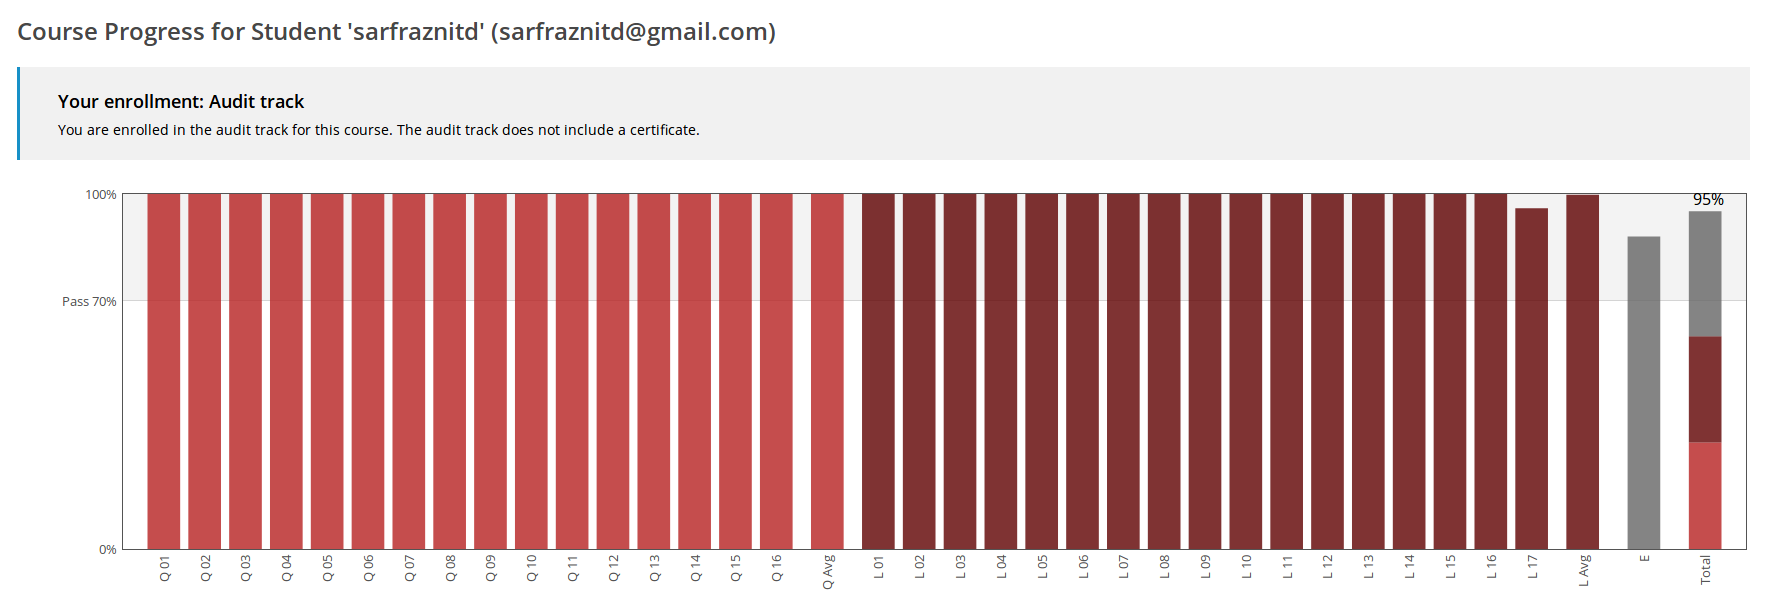 Course Progress for Student 'sarfraznitd' (sarfraznitd@gmail.com)
Your enrollment: Audit track
You are enrolled in the audit track for this course. The audit track does not include a certificate.
100%
95%
Pass 70%
0%
Q 01
Q 02
Q 03
Q 04
Q 05
Q 06
Q 07
Q 08
Q 09
Q 10
Q 11
Q 12
Q 13
Q 14
Q 15
Q 16
Q Avg
L 01
L 02
L 03
L 04
L 05
L 06
L 07
L 08
L 09
L 10
L 11
L 12
L 13
L 14
L 15
L 16
L 17
L Avg
E
Total